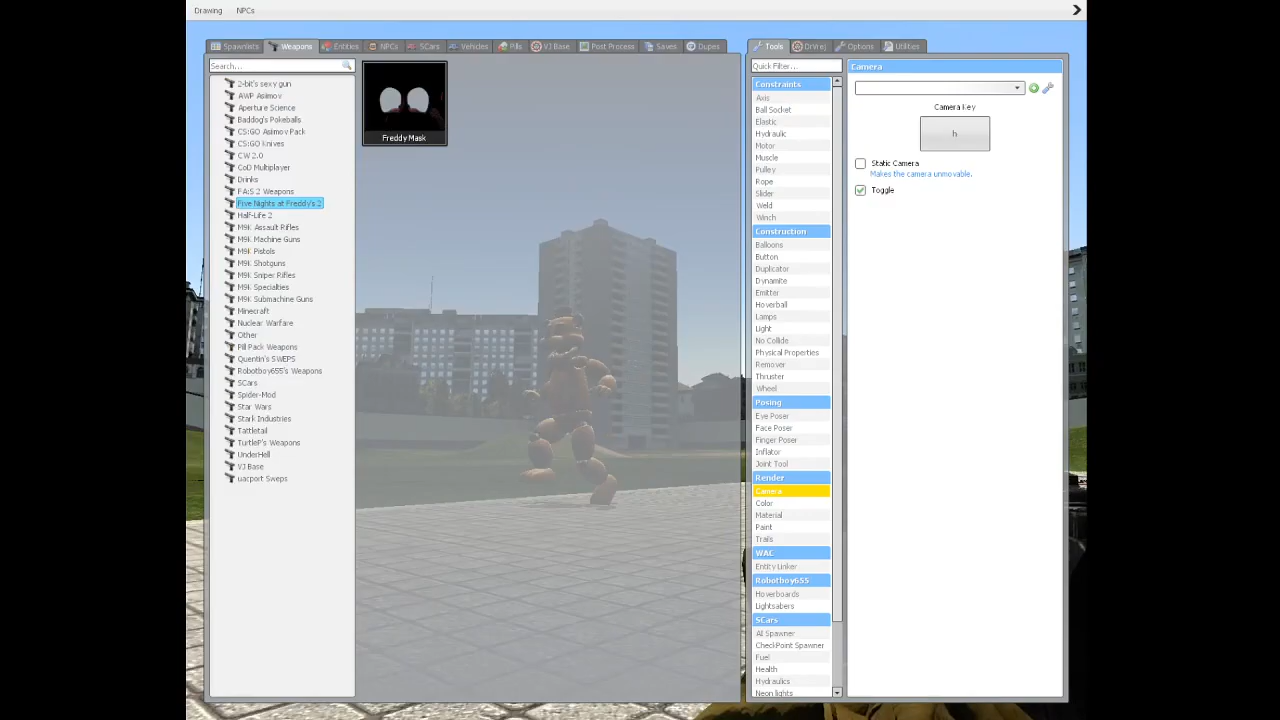 Drawing NPCs
Spawnlists Weapons Entities NPCs SCars Vehicles Pills VJ Base Post Process Saves Dupes
Search...
2-bit's sexy gun
AWP Asimov
Aperture Science
Baddog's Pokeballs
CS:GO Asimov Pack
CS:GO Knives
CW 2.0
CoD Multiplayer
Drinks
FA:S 2 Weapons
Five Nights at Freddy's 2
Half-Life 2
M9K Assault Rifles
M9K Machine Guns
M9K Pistols
M9K Shotguns
M9K Sniper Rifles
M9K Specialties
M9K Submachine Guns
Minecraft
Nuclear Warfare
Other
Pill Pack Weapons
Quentin's SWEPS
Robotboy655's Weapons
SCars
Spider-Mod
Star Wars
Stark Industries
Tattletail
TurtleP's Weapons
UnderHell
VJ Base
uacport Sweps
Freddy Mask
Tools DrVrej Options Utilities
Quick Filter...
Constraints
Axis
Ball Socket
Elastic
Hydraulic
Motor
Muscle
Pulley
Rope
Slider
Weld
Winch
Construction
Balloons
Button
Duplicator
Dynamite
Emitter
Hoverball
Lamps
Light
No Collide
Physical Properties
Remover
Thruster
Wheel
Posing
Eye Poser
Face Poser
Finger Poser
Inflator
Joint Tool
Render
Camera
Color
Material
Paint
Trails
WAC
Entity Linker
Robotboy655
Hoverboards
Lightsabers
SCars
AI Spawner
CheckPoint Spawner
Fuel
Health
Hydraulics
Neon lights
Camera
Camera Key
h
Static Camera
Makes the camera unmovable.
Toggle